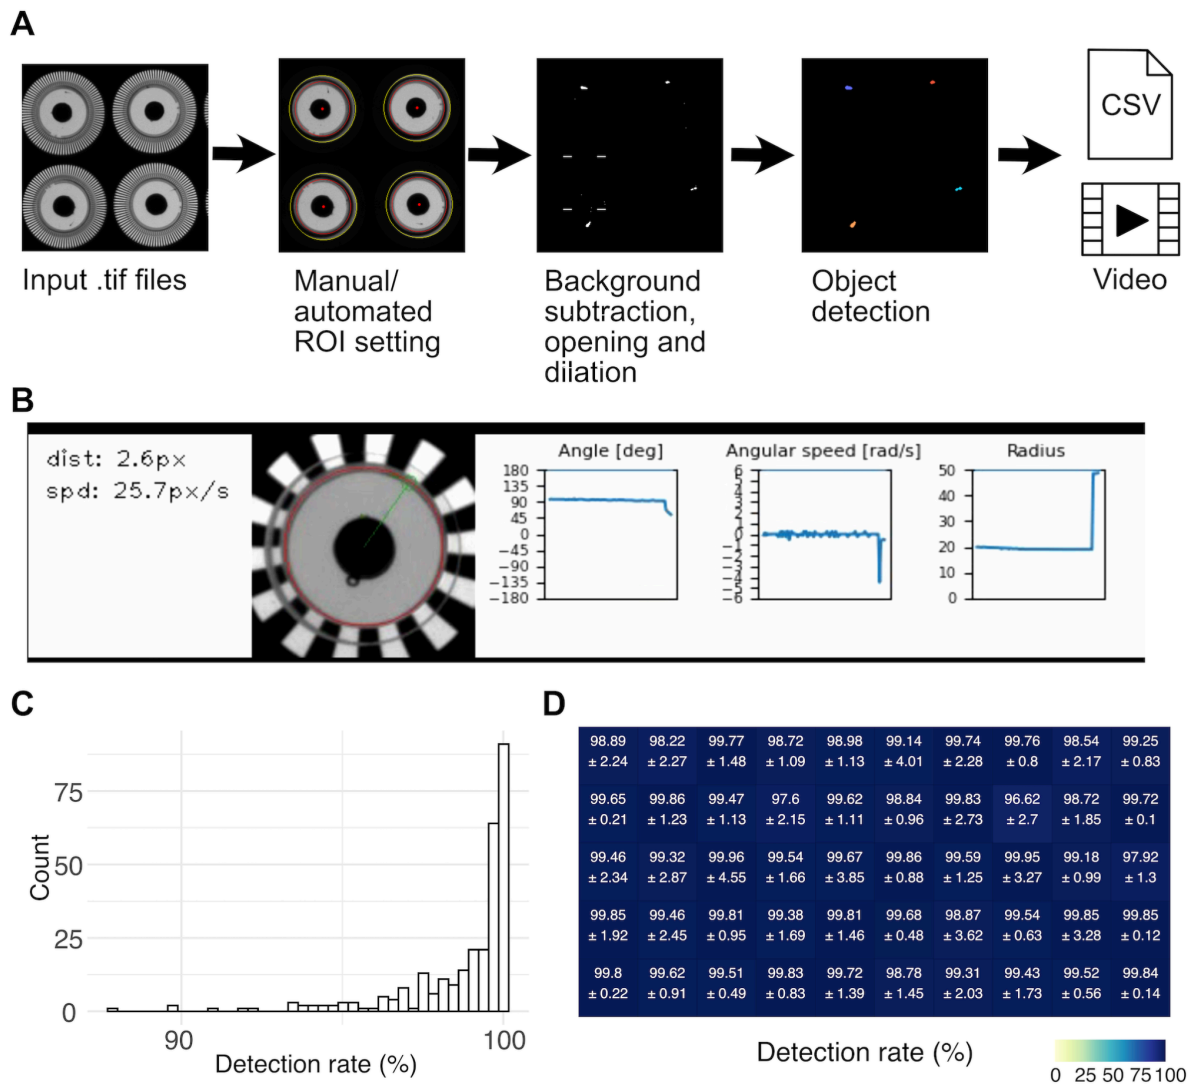 A
CSV
Input .tif files
Manual/
automated
ROI setting
Background
subtraction,
opening and
dilation
Object
detection
Video
B
dist: 2.6px
spd: 25.7px/s
Angle [deg]
180
135
90
45
0
−45
−90
−135
−180
Angular speed [rad/s]
6
5
4
3
2
1
0
−1
−2
−3
−4
−5
−6
Radius
50
40
30
20
10
0
C
Count
75
50
25
0
90
100
Detection rate (%)
D
98.89 98.22 99.77 98.72 98.98 99.14 99.74 99.76 98.54 99.25
± 2.24 ± 2.27 ± 1.48 ± 1.09 ± 1.13 ± 4.01 ± 2.28 ± 0.8 ± 2.17 ± 0.83
99.65 99.86 99.47 97.6 99.62 98.84 99.83 96.62 98.72 99.72
± 0.21 ± 1.23 ± 1.13 ± 2.15 ± 1.11 ± 0.96 ± 2.73 ± 2.7 ± 1.85 ± 0.1
99.46 99.32 99.96 99.54 99.67 99.86 99.59 99.95 99.18 97.92
± 2.34 ± 2.87 ± 4.55 ± 1.66 ± 3.85 ± 0.88 ± 1.25 ± 3.27 ± 0.99 ± 1.3
99.85 99.46 99.81 99.38 99.81 99.68 98.87 99.54 99.85 99.85
± 1.92 ± 2.45 ± 0.95 ± 1.69 ± 1.46 ± 0.48 ± 3.62 ± 0.63 ± 3.28 ± 0.12
99.8 99.62 99.51 99.83 99.72 98.78 99.31 99.43 99.52 99.84
± 0.22 ± 0.91 ± 0.49 ± 0.83 ± 1.39 ± 1.45 ± 2.03 ± 1.73 ± 0.56 ± 0.14
Detection rate (%)
0 25 50 75 100